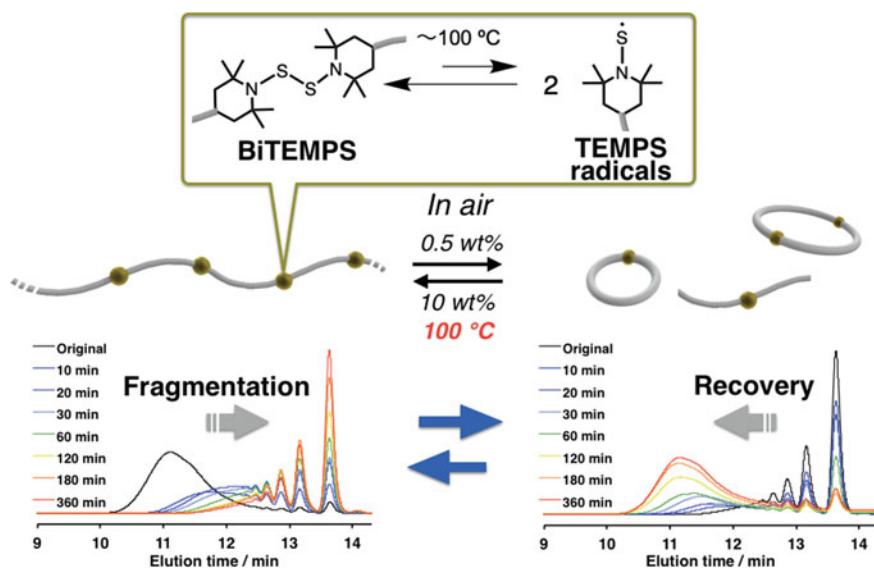 ~100 ºC
S
N
S
S
N
N
2
BiTEMPS
TEMPS
radicals
In air
0.5 wt%
10 wt%
100 °C
Original
10 min
20 min
30 min
60 min
120 min
180 min
360 min
Fragmentation
9 10 11 12 13 14
Elution time / min
Original
10 min
20 min
30 min
60 min
120 min
180 min
360 min
Recovery
9 10 11 12 13 14
Elution time / min